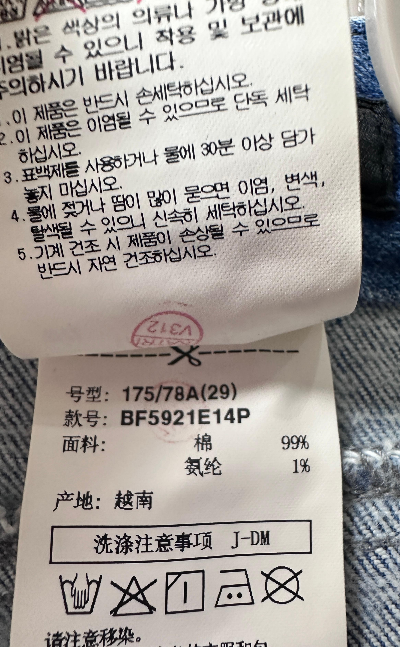 1. 밝은 색상의 의류나 가방
이염될 수 있으니 착용 및 보관에
주의하시기 바랍니다.
1. 이 제품은 반드시 손세탁하십시오.
2. 이 제품은 이염될 수 있으므로 단독 세탁
하십시오.
3. 표백제를 사용하거나 물에 30분 이상 담가
놓지 마십시오.
4. 물에 젖거나 땀이 많이 묻으면 이염, 변색,
탈색될 수 있으니 신속히 세탁하십시오.
5. 기계 건조 시 제품이 손상될 수 있으므로
반드시 자연 건조하십시오.
V312
号型: 175/78A(29)
款号: BF5921E14P
面料: 棉 99%
氨纶 1%
产地: 越南
洗涤注意事项 J-DM
请注意移染。